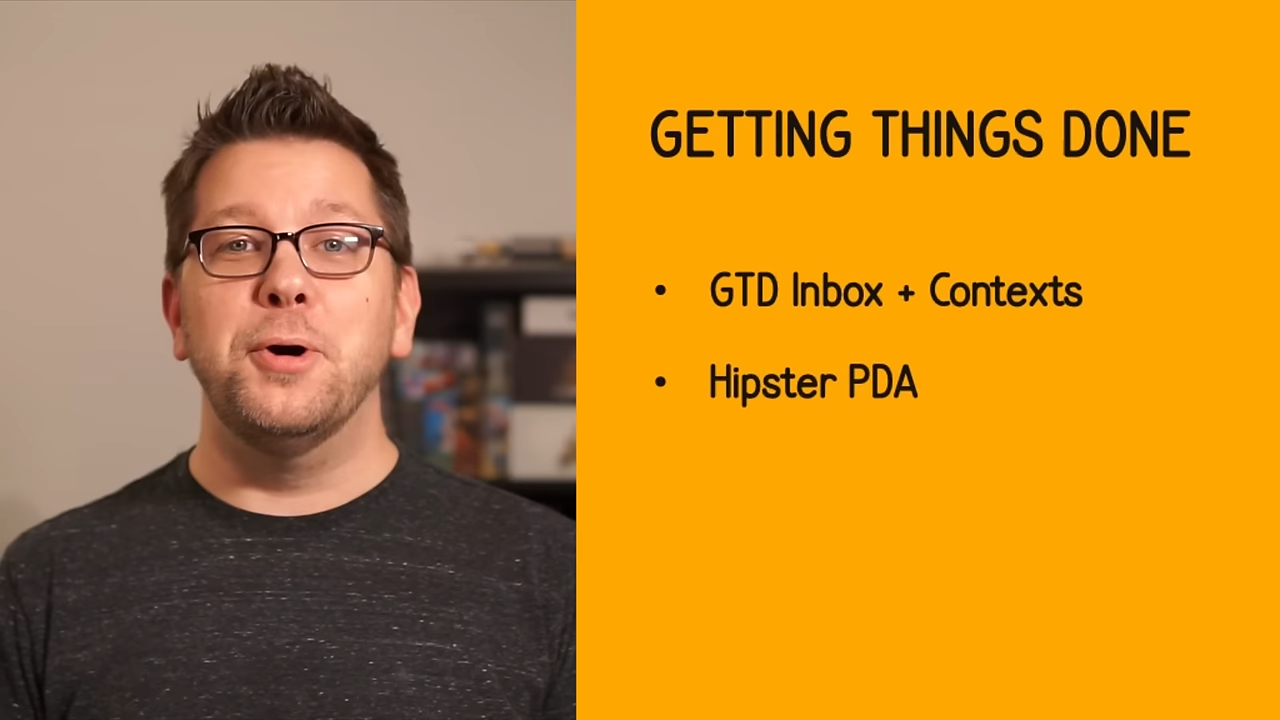 GETTING THINGS DONE
• GTD Inbox + Contexts
• Hipster PDA